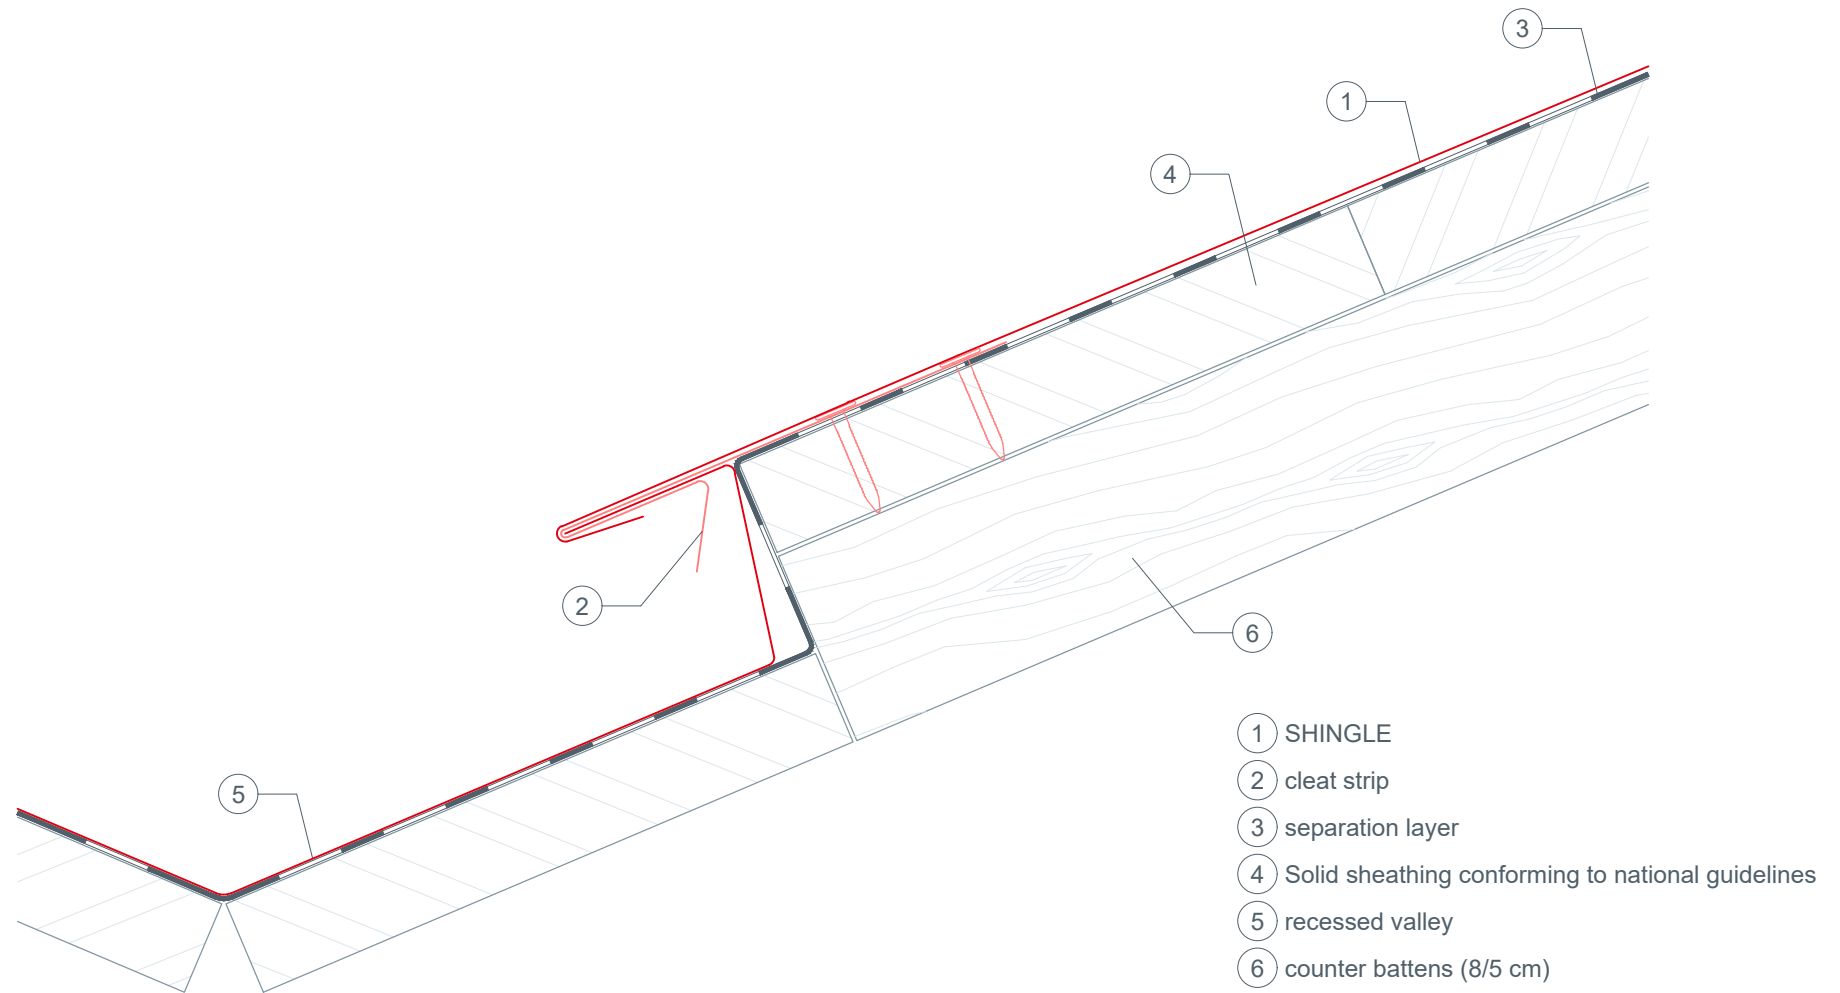 3
1
4
2
6
5
1 SHINGLE
2 cleat strip
3 separation layer
4 Solid sheathing conforming to national guidelines
5 recessed valley
6 counter battens (8/5 cm)